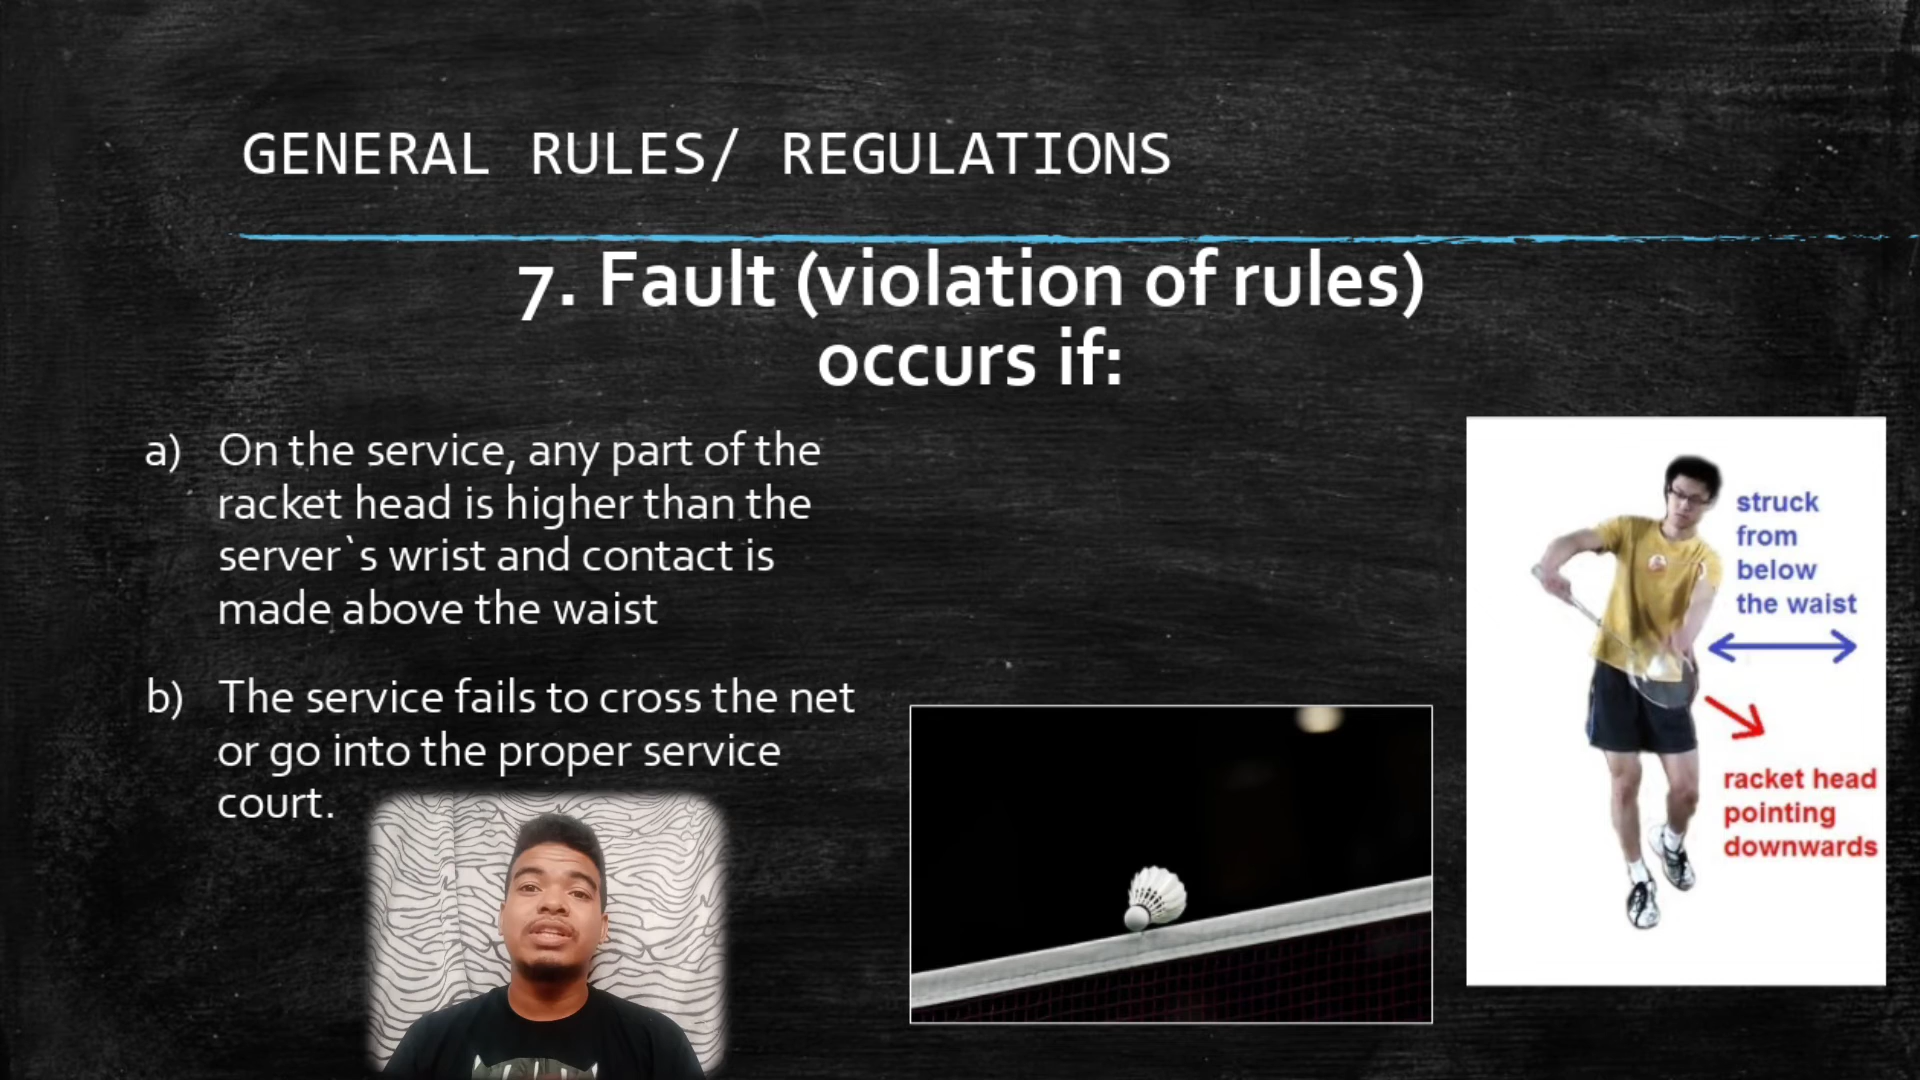 GENERAL RULES/ REGULATIONS
7. Fault (violation of rules)
occurs if:
a) On the service, any part of the
racket head is higher than the
server`s wrist and contact is
made above the waist
b) The service fails to cross the net
or go into the proper service
court.
struck
from
below
the waist
racket head
pointing
downwards